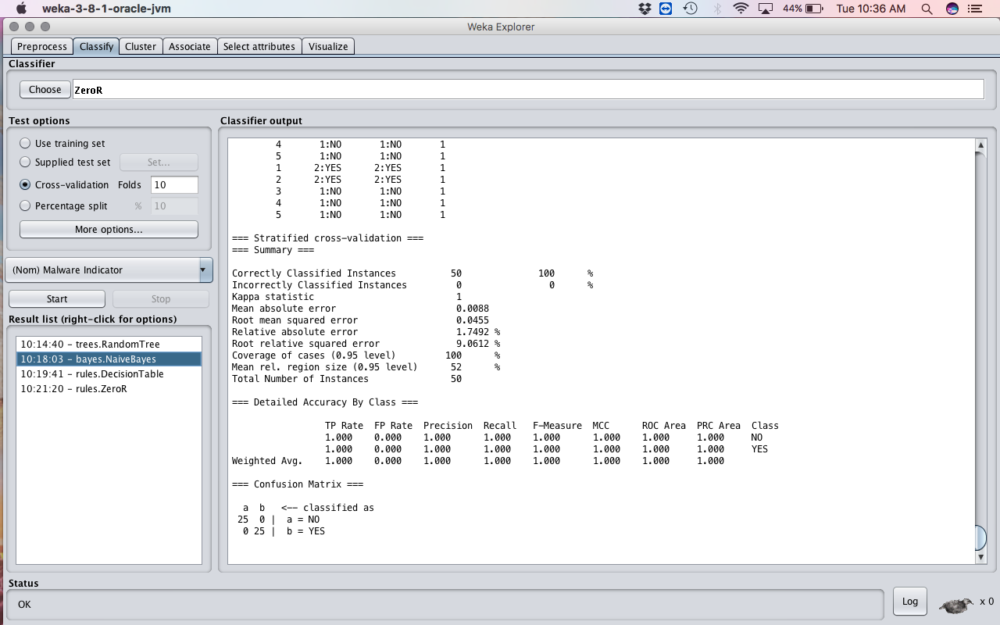 weka-3-8-1-oracle-jvm 44% Tue 10:36 AM
Weka Explorer
Preprocess Classify Cluster Associate Select attributes Visualize
Classifier
Choose ZeroR
Test options
Use training set
Supplied test set Set...
Cross-validation Folds 10
Percentage split % 10
More options...
(Nom) Malware Indicator
Start Stop
Result list (right-click for options)
10:14:40 - trees.RandomTree
10:18:03 - bayes.NaiveBayes
10:19:41 - rules.DecisionTable
10:21:20 - rules.ZeroR
Classifier output
4 1:NO 1:NO 1
5 1:NO 1:NO 1
1 2:YES 2:YES 1
2 2:YES 2:YES 1
3 1:NO 1:NO 1
4 1:NO 1:NO 1
5 1:NO 1:NO 1
=== Stratified cross-validation ===
=== Summary ===
Correctly Classified Instances 50 100 %
Incorrectly Classified Instances 0 0 %
Kappa statistic 1
Mean absolute error 0.0088
Root mean squared error 0.0455
Relative absolute error 1.7492 %
Root relative squared error 9.0612 %
Coverage of cases (0.95 level) 100 %
Mean rel. region size (0.95 level) 52 %
Total Number of Instances 50
=== Detailed Accuracy By Class ===
TP Rate FP Rate Precision Recall F-Measure MCC ROC Area PRC Area Class
1.000 0.000 1.000 1.000 1.000 1.000 1.000 1.000 NO
1.000 0.000 1.000 1.000 1.000 1.000 1.000 1.000 YES
Weighted Avg. 1.000 0.000 1.000 1.000 1.000 1.000 1.000 1.000
=== Confusion Matrix ===
a b <-- classified as
25 0 | a = NO
0 25 | b = YES
Status
OK
Log x 0